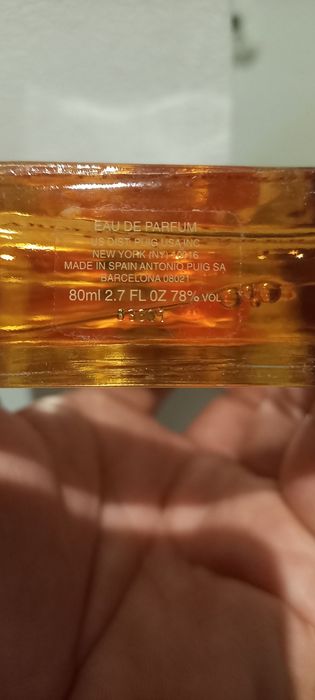 EAU DE PARFUM
US DIST. PUIG USA INC
NEW YORK (NY) 10016
MADE IN SPAIN ANTONIO PUIG SA
BARCELONA 08021
80ml 2.7 FL OZ 78% VOL